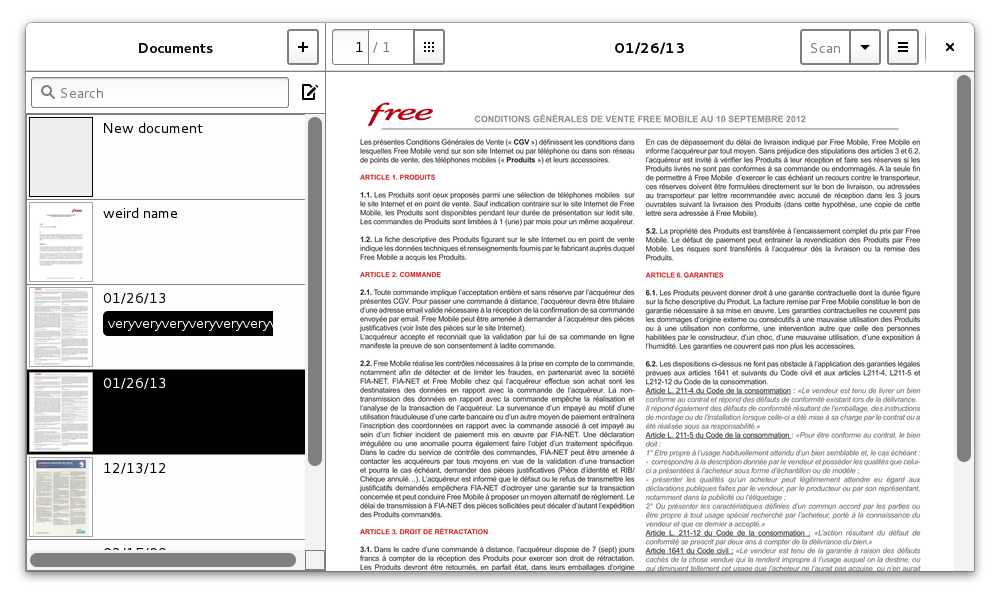 Documents
+
1 / 1
01/26/13
Scan
Search
New document
weird name
01/26/13
veryveryveryveryveryveryv
01/26/13
12/13/12
free
CONDITIONS GÉNÉRALES DE VENTE FREE MOBILE AU 10 SEPTEMBRE 2012
Les présentes Conditions Générales de Vente (« CGV ») définissent les conditions dans
lesquelles Free Mobile vend sur son site Internet ou par téléphone ou dans son réseau
de points de vente, des téléphones mobiles (« Produits ») et leurs accessoires.
ARTICLE 1. PRODUITS
1.1. Les Produits sont ceux proposés parmi une sélection de téléphones mobiles sur
le site Internet et en point de vente. Sauf indication contraire sur le site Internet de Free
Mobile, les Produits sont disponibles pendant leur durée de présentation sur ledit site.
Les commandes de Produits sont limitées à 1 (une) par mois pour un même acquéreur.
1.2. La fiche descriptive des Produits figurant sur le site Internet ou en point de vente
indique les données techniques et renseignements fournis par le fabricant auprès duquel
Free Mobile a acquis les Produits.
ARTICLE 2. COMMANDE
2.1. Toute commande implique l'acceptation entière et sans réserve par l'acquéreur des
présentes CGV. Pour passer une commande à distance, l'acquéreur devra être titulaire
d'une adresse email valide nécessaire à la réception de la confirmation de sa commande
envoyée par email. Free Mobile peut être amenée à demander à l'acquéreur des pièces
justificatives (voir liste des pièces sur le site Internet).
L'acquéreur accepte et reconnaît que la validation par lui de sa commande en ligne
manifeste la preuve de son consentement à ladite commande.
2.2. Free Mobile réalise les contrôles nécessaires à la prise en compte de la commande,
notamment afin de détecter et de limiter les fraudes, en partenariat avec la société
FIA-NET. FIA-NET et Free Mobile chez qui l'acquéreur effectue son achat sont les
destinataires des données en rapport avec la commande de l'acquéreur. La non-
transmission des données en rapport avec la commande empêche la réalisation et
l'analyse de la transaction de l'acquéreur. La survenance d'un impayé au motif d'une
utilisation frauduleuse d'une carte bancaire ou d'un autre moyen de paiement entraînera
l'inscription des coordonnées en rapport avec la commande associé à cet impayé au
sein d'un fichier incident de paiement mis en œuvre par FIA-NET. Une déclaration
irrégulière ou une anomalie pourra également faire l'objet d'un traitement spécifique.
Dans le cadre du service de contrôle des commandes, FIA-NET peut être amenée à
contacter les acquéreurs par tous moyens en vue de la validation d'une transaction
et pourra le cas échéant, demander des pièces justificatives (Pièce d'identité et RIB/
Chèque annulé…). L'acquéreur est informé que le défaut ou le refus de transmettre les
justificatifs demandés empêchera FIA-NET d'octroyer une garantie sur la transaction
concernée et peut conduire Free Mobile à proposer un moyen alternatif de règlement. Le
délai de transmission à FIA-NET des pièces sollicitées peut décaler d'autant l'expédition
des Produits commandés.
ARTICLE 3. DROIT DE RÉTRACTATION
3.1. Dans le cadre d'une commande à distance, l'acquéreur dispose de 7 (sept) jours
francs à compter de la réception des Produits pour exercer son droit de rétractation.
Les Produits devront être retournés, en parfait état, dans leurs emballages d'origine
En cas de dépassement du délai de livraison indiqué par Free Mobile, Free Mobile en
informe l'acquéreur par tout moyen. Sans préjudice des stipulations des articles 3 et 6.2,
l'acquéreur est invité à vérifier les Produits à leur réception et faire ses réserves si les
Produits livrés ne sont pas conformes à sa commande ou endommagés. A la seule fin
de permettre à Free Mobile d'exercer le cas échéant un recours contre le transporteur,
ces réserves doivent être formulées directement sur le bon de livraison, ou adressées
au transporteur par lettre recommandée avec accusé de réception dans les 3 jours
ouvrables suivant la livraison des Produits (dans cette hypothèse, une copie de cette
lettre sera adressée à Free Mobile).
5.2. La propriété des Produits est transférée à l'encaissement complet du prix par Free
Mobile. Le défaut de paiement peut entraîner la revendication des Produits par Free
Mobile. Les risques sont transférés à l'acquéreur dès la livraison ou la remise des
Produits.
ARTICLE 6. GARANTIES
6.1. Les Produits peuvent donner droit à une garantie contractuelle dont la durée figure
sur la fiche descriptive du Produit. La facture remise par Free Mobile constitue le bon de
garantie nécessaire à sa mise en œuvre. Les garanties contractuelles ne couvrent pas
les dommages d'origine externe ou consécutifs à une mauvaise utilisation des Produits
ou à une utilisation non conforme, une intervention autre que celle des personnes
habilitées par le constructeur, d'un choc, d'une mauvaise utilisation, d'une exposition à
l'humidité. Les garanties ne couvrent pas non plus les accessoires.
6.2. Les dispositions ci-dessus ne font pas obstacle à l'application des garanties légales
prévues aux articles 1641 et suivants du Code civil et aux articles L211-4, L211-5 et
L212-12 du Code de la consommation.
Article L. 211-4 du Code de la consommation : «Le vendeur est tenu de livrer un bien
conforme au contrat et répond des défauts de conformité existant lors de la délivrance.
Il répond également des défauts de conformité résultant de l'emballage, des instructions
de montage ou de l'installation lorsque celle-ci a été mise à sa charge par le contrat ou a
été réalisée sous sa responsabilité.»
Article L. 211-5 du Code de la consommation : «Pour être conforme au contrat, le bien
doit :
1° Etre propre à l'usage habituellement attendu d'un bien semblable et, le cas échéant :
- correspondre à la description donnée par le vendeur et posséder les qualités que celui-
ci a présentées à l'acheteur sous forme d'échantillon ou de modèle ;
- présenter les qualités qu'un acheteur peut légitimement attendre eu égard aux
déclarations publiques faites par le vendeur, par le producteur ou par son représentant,
notamment dans la publicité ou l'étiquetage ;
2° Ou présenter les caractéristiques définies d'un commun accord par les parties ou
être propre à tout usage spécial recherché par l'acheteur, porté à la connaissance du
vendeur et que ce dernier a accepté.»
Article L. 211-12 du Code de la consommation : «L'action résultant du défaut de
conformité se prescrit par deux ans à compter de la délivrance du bien.»
Article 1641 du Code civil : «Le vendeur est tenu de la garantie à raison des défauts
cachés de la chose vendue qui la rendent impropre à l'usage auquel on la destine, ou
qui diminuent tellement cet usage que l'acheteur ne l'aurait pas acquise, ou n'en aurait